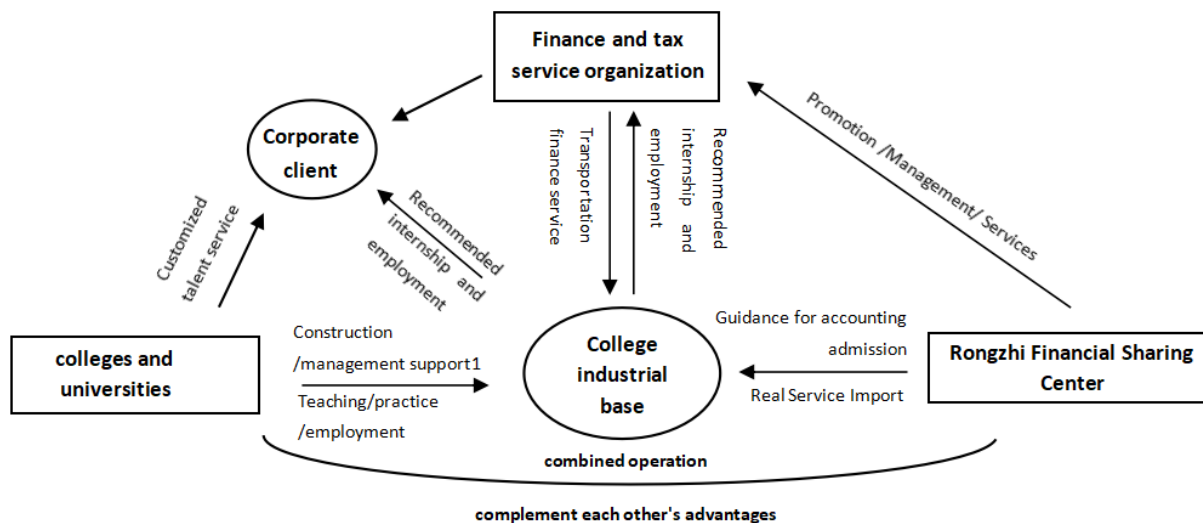 Finance and tax
service organization
Corporate
client
Promotion /Management/ Services
Transportation
finance service
Recommended
internship and
employment
Customized
talent service
Recommended
internship and
employment
colleges and
universities
Construction
/management support1
Teaching/practice
/employment
College
industrial
base
Guidance for accounting
admission
Real Service Import
Rongzhi Financial Sharing
Center
combined operation
complement each other's advantages